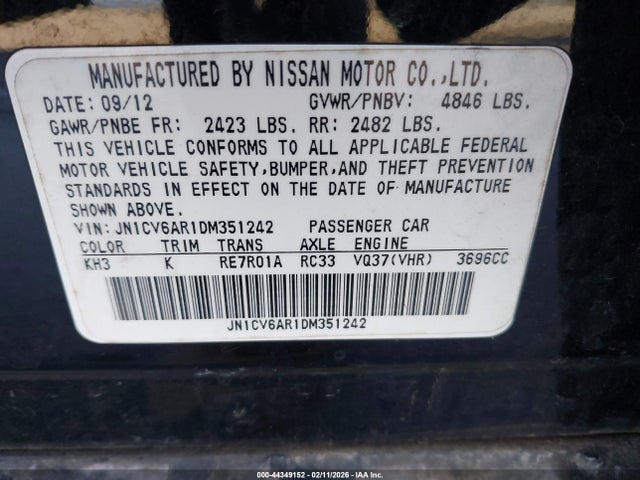 MANUFACTURED BY NISSAN MOTOR CO.,LTD.
DATE: 09/12 GVWR/PNBV: 4846 LBS.
GAWR/PNBE FR: 2423 LBS. RR: 2482 LBS.
THIS VEHICLE CONFORMS TO ALL APPLICABLE FEDERAL
MOTOR VEHICLE SAFETY,BUMPER,AND THEFT PREVENTION
STANDARDS IN EFFECT ON THE DATE OF MANUFACTURE
SHOWN ABOVE.
VIN: JN1CV6AR1DM351242 PASSENGER CAR
COLOR TRIM TRANS AXLE ENGINE
KH3 K RE7R01A RC33 VQ37(VHR) 3696CC
JN1CV6AR1DM351242
000-44349152 - 02/11/2026 - IAA Inc.